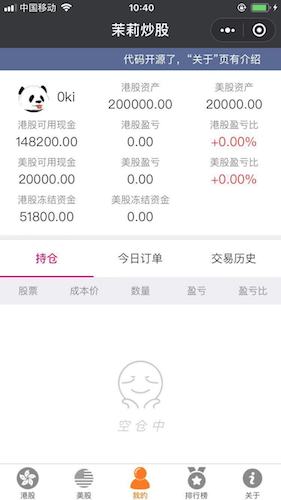 中国移动 10:40
茉莉炒股
代码开源了，“关于”页有介绍
0ki
港股资产 美股资产
200000.00 20000.00
港股可用现金 港股盈亏 港股盈亏比
148200.00 0.00 +0.00%
美股可用现金 美股盈亏 美股盈亏比
20000.00 0.00 +0.00%
港股冻结资金 美股冻结资金
51800.00 0.00
持仓 今日订单 交易历史
股票 成本价 数量 盈亏 盈亏比
空仓中
港股 美股 我的 排行榜 关于